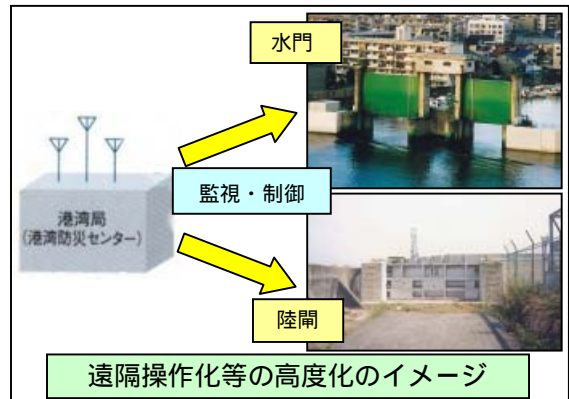 水門
監視・制御
港湾局
(港湾防災センター)
陸閘
遠隔操作化等の高度化のイメージ